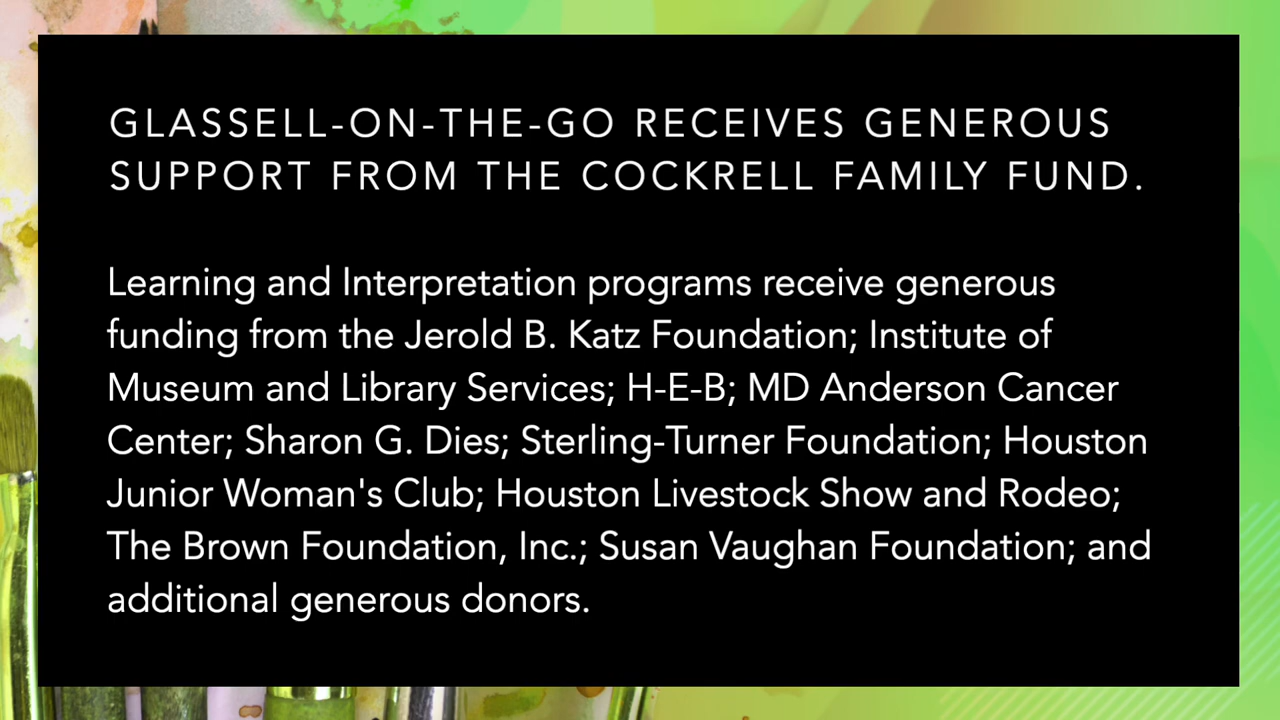 GLASSELL-ON-THE-GO RECEIVES GENEROUS
SUPPORT FROM THE COCKRELL FAMILY FUND.
Learning and Interpretation programs receive generous
funding from the Jerold B. Katz Foundation; Institute of
Museum and Library Services; H-E-B; MD Anderson Cancer
Center; Sharon G. Dies; Sterling-Turner Foundation; Houston
Junior Woman's Club; Houston Livestock Show and Rodeo;
The Brown Foundation, Inc.; Susan Vaughan Foundation; and
additional generous donors.